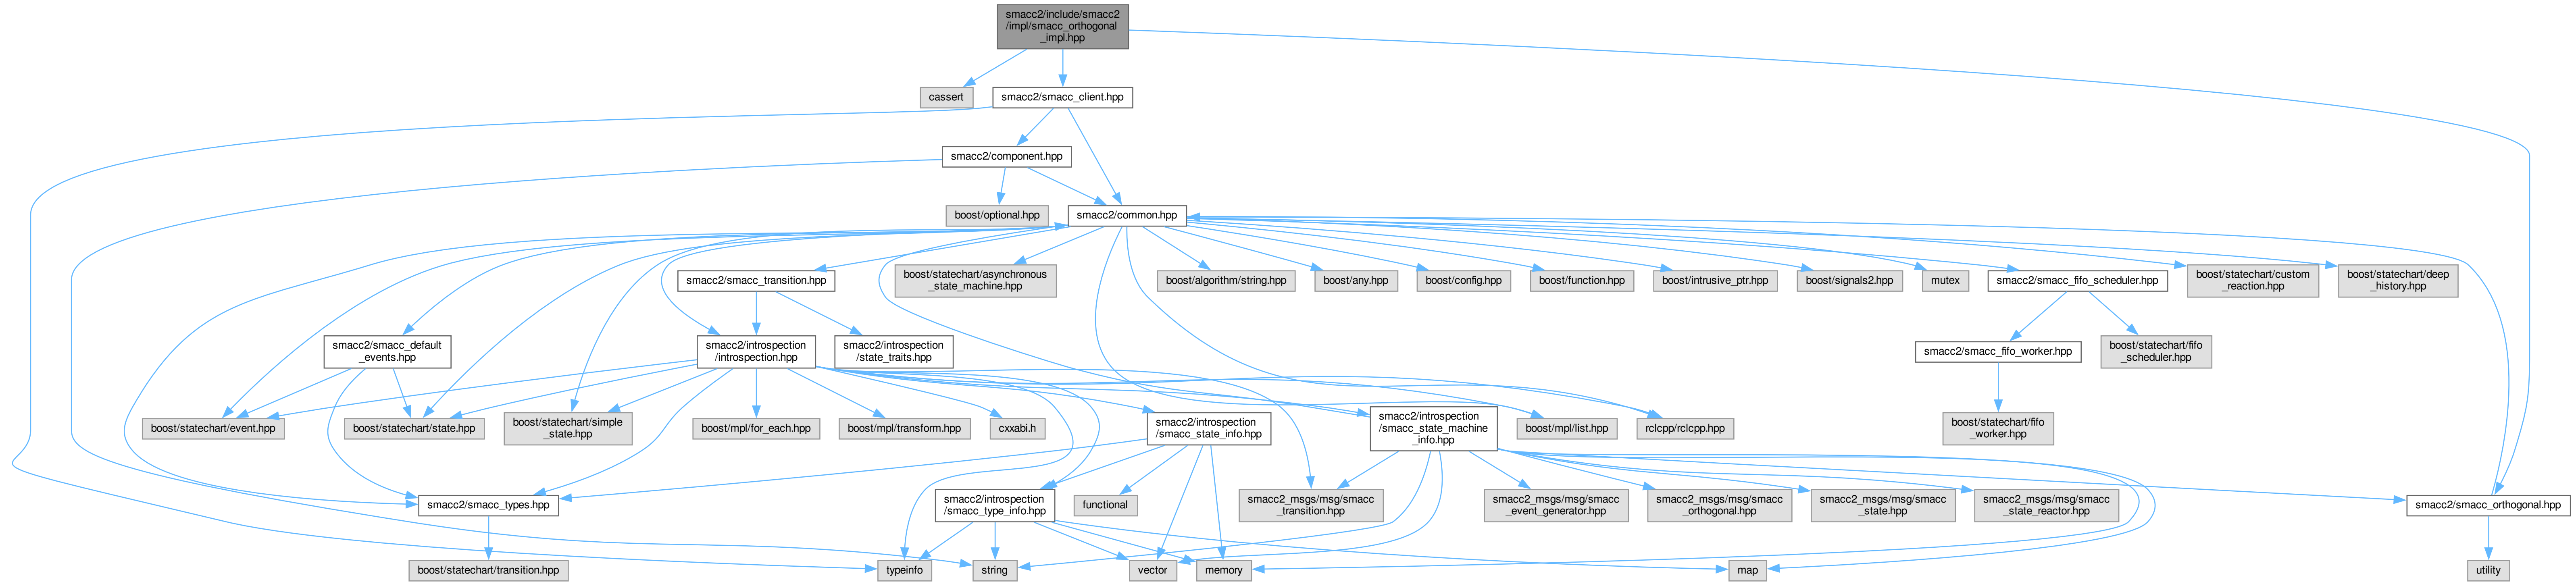 smacc2/include/smacc2
/impl/smacc_orthogonal
_impl.hpp
cassert
smacc2/smacc_client.hpp
smacc2/component.hpp
boost/optional.hpp
smacc2/common.hpp
smacc2/smacc_transition.hpp
boost/statechart/asynchronous
_state_machine.hpp
boost/algorithm/string.hpp
boost/any.hpp
boost/config.hpp
boost/function.hpp
boost/intrusive_ptr.hpp
boost/signals2.hpp
mutex
smacc2/smacc_fifo_scheduler.hpp
boost/statechart/custom
_reaction.hpp
boost/statechart/deep
_history.hpp
smacc2/smacc_default
_events.hpp
smacc2/introspection
/introspection.hpp
smacc2/introspection
/state_traits.hpp
smacc2/smacc_fifo_worker.hpp
boost/statechart/fifo
_scheduler.hpp
boost/statechart/event.hpp
boost/statechart/state.hpp
boost/statechart/simple
_state.hpp
boost/mpl/for_each.hpp
boost/mpl/transform.hpp
cxxabi.h
smacc2/introspection
/smacc_state_info.hpp
smacc2/introspection
/smacc_state_machine
_info.hpp
boost/mpl/list.hpp
rclcpp/rclcpp.hpp
boost/statechart/fifo
_worker.hpp
smacc2/smacc_types.hpp
smacc2/introspection
/smacc_type_info.hpp
functional
smacc2_msgs/msg/smacc
_transition.hpp
smacc2_msgs/msg/smacc
_event_generator.hpp
smacc2_msgs/msg/smacc
_orthogonal.hpp
smacc2_msgs/msg/smacc
_state.hpp
smacc2_msgs/msg/smacc
_state_reactor.hpp
smacc2/smacc_orthogonal.hpp
boost/statechart/transition.hpp
typeinfo
string
vector
memory
map
utility